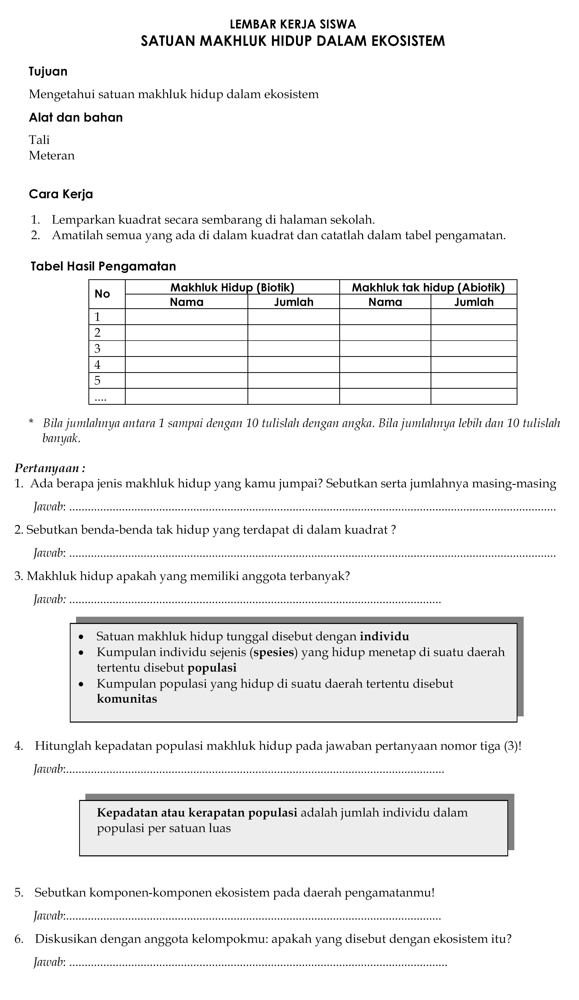 LEMBAR KERJA SISWA
SATUAN MAKHLUK HIDUP DALAM EKOSISTEM
Tujuan
Mengetahui satuan makhluk hidup dalam ekosistem
Alat dan bahan
Tali
Meteran
Cara Kerja
1. Lemparkan kuadrat secara sembarang di halaman sekolah.
2. Amatilah semua yang ada di dalam kuadrat dan catatlah dalam tabel pengamatan.
Tabel Hasil Pengamatan
No Makhluk Hidup (Biotik) Makhluk tak hidup (Abiotik)
Nama Jumlah Nama Jumlah
1
2
3
4
5
....
* Bila jumlahnya antara 1 sampai dengan 10 tulislah dengan angka. Bila jumlahnya lebih dan 10 tulislah
banyak.
Pertanyaan :
1. Ada berapa jenis makhluk hidup yang kamu jumpai? Sebutkan serta jumlahnya masing-masing
Jawab: ........................................................................................................................................
2. Sebutkan benda-benda tak hidup yang terdapat di dalam kuadrat ?
Jawab: ........................................................................................................................................
3. Makhluk hidup apakah yang memiliki anggota terbanyak?
Jawab: ........................................................................................................
• Satuan makhluk hidup tunggal disebut dengan individu
• Kumpulan individu sejenis (spesies) yang hidup menetap di suatu daerah
tertentu disebut populasi
• Kumpulan populasi yang hidup di suatu daerah tertentu disebut
komunitas
4. Hitunglah kepadatan populasi makhluk hidup pada jawaban pertanyaan nomor tiga (3)!
Jawab:..........................................................................................................
Kepadatan atau kerapatan populasi adalah jumlah individu dalam
populasi per satuan luas
5. Sebutkan komponen-komponen ekosistem pada daerah pengamatanmu!
Jawab:.........................................................................................................
6. Diskusikan dengan anggota kelompokmu: apakah yang disebut dengan ekosistem itu?
Jawab: ..........................................................................................................